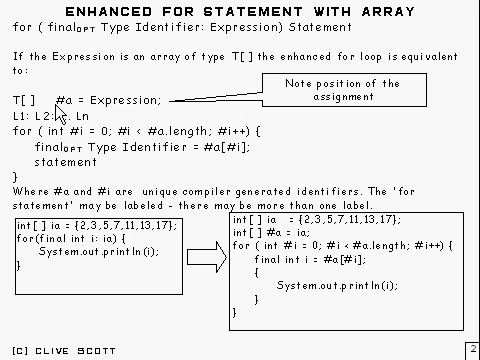 ENHANCED FOR STATEMENT WITH ARRAY
for ( finalOPT Type Identifier: Expression) Statement
If the Expression is an array of type T[ ] the enhanced for loop is equivalent
to:
Note position of the
assignment
T[ ] #a = Expression;
L1: L2: ... Ln
for ( int #i = 0; #i < #a.length; #i++) {
finalOPT Type Identifier = #a[#i];
statement
}
Where #a and #i are unique compiler generated identifiers. The 'for
statement' may be labeled - there may be more than one label.
int[ ] ia = {2,3,5,7,11,13,17};
for(final int i: ia) {
System.out.println(i);
}
int[ ] ia = {2,3,5,7,11,13,17};
int[ ] #a = ia;
for ( int #i = 0; #i < #a.length; #i++) {
final int i = #a[#i];
{
System.out.println(i);
}
}
(C) CLIVE SCOTT
2